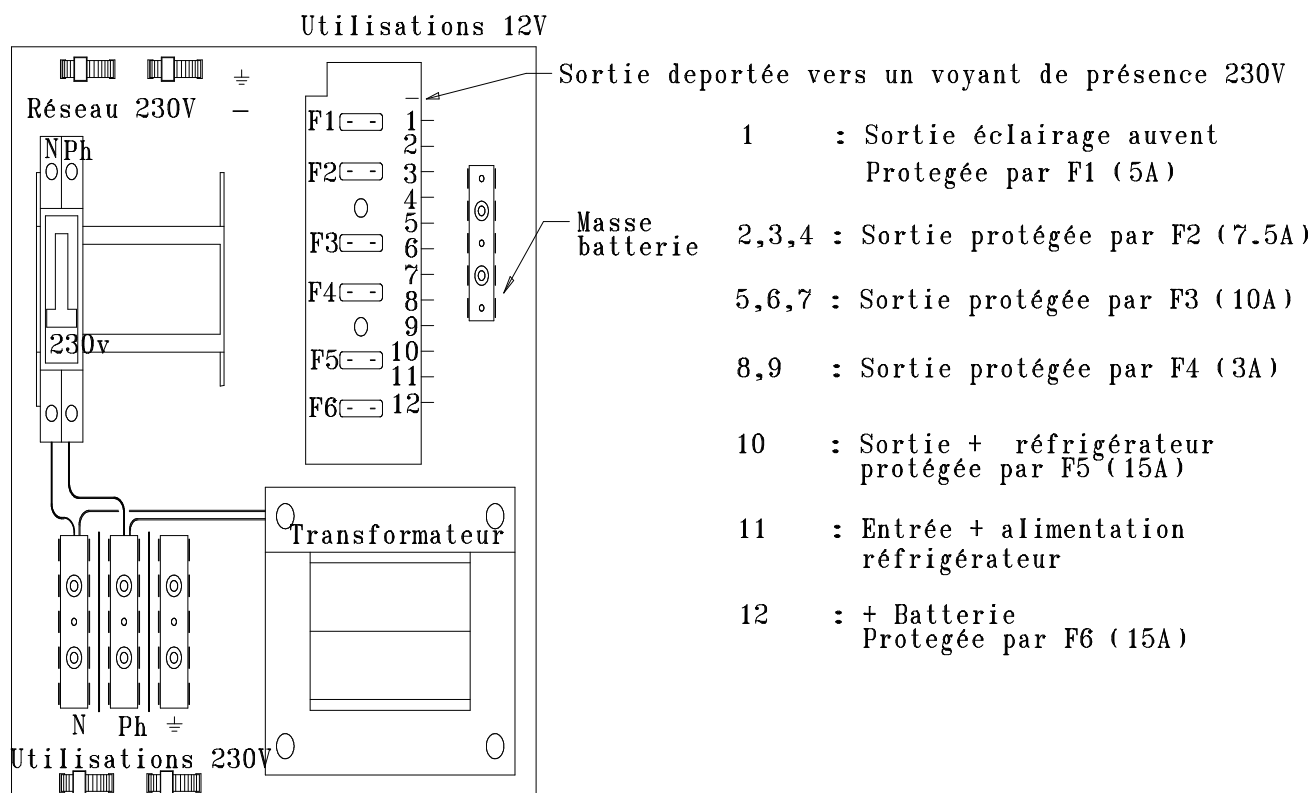 Utilisations 12V
Sortie deportée vers un voyant de présence 230V
Réseau 230V
–
N Ph
230v
F1
F2
F3
F4
F5
F6
–
1
2
3
4
5
6
7
8
9
10
11
12
Masse
batterie
1 : Sortie éclairage auvent
Protegée par F1 (5A)
2,3,4 : Sortie protégée par F2 (7.5A)
5,6,7 : Sortie protégée par F3 (10A)
8,9 : Sortie protégée par F4 (3A)
10 : Sortie + réfrigérateur
protégée par F5 (15A)
11 : Entrée + alimentation
réfrigérateur
12 : + Batterie
Protegée par F6 (15A)
Transformateur
N Ph
Utilisations 230V